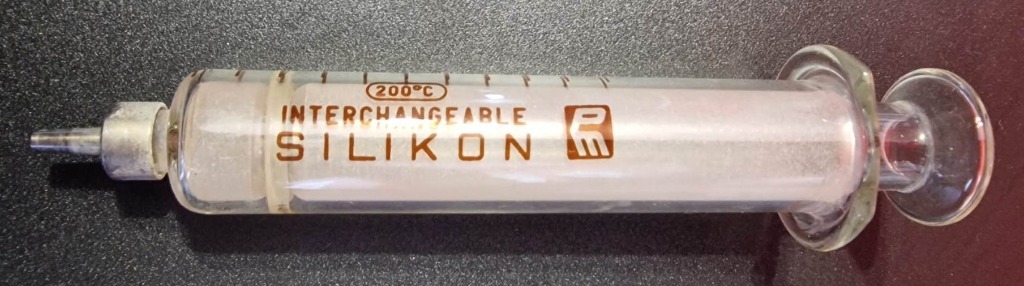 200°C
INTERCHANGEABLE
SILIKON